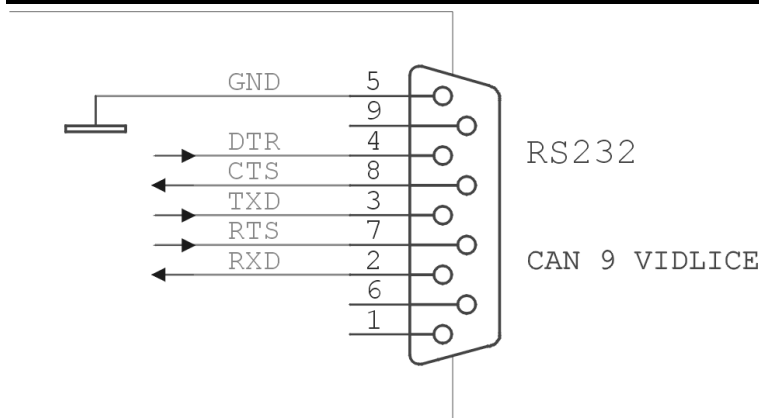 GND 5
9
DTR 4
CTS 8
TXD 3
RTS 7
RXD 2
6
1
RS232
CAN 9 VIDLICE